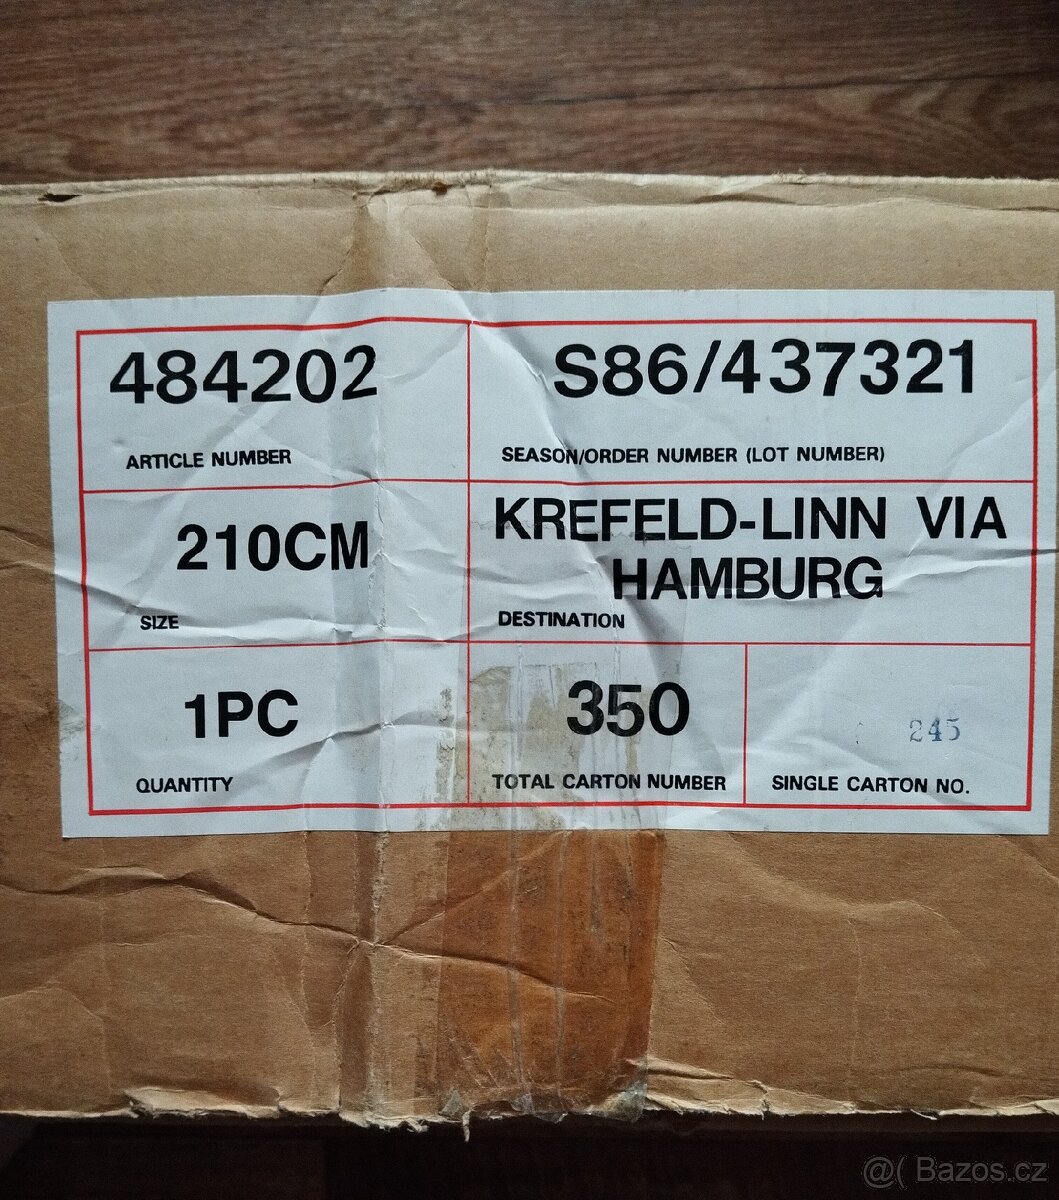 484202
ARTICLE NUMBER
S86/437321
SEASON/ORDER NUMBER (LOT NUMBER)
210CM
SIZE
KREFELD-LINN VIA
HAMBURG
DESTINATION
1PC
QUANTITY
350
TOTAL CARTON NUMBER
245
SINGLE CARTON NO.
@( Bazos.cz